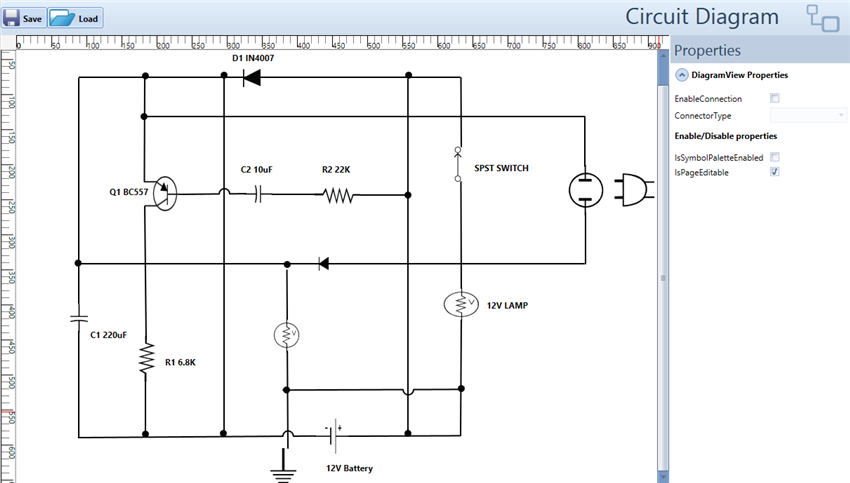 Save Load
Circuit Diagram
0 50 100 150 200 250 300 350 400 450 500 550 600 650 700 750 800 850 900
Properties
DiagramView Properties
EnableConnection
ConnectorType
Enable/Disable properties
IsSymbolPaletteEnabled
IsPageEditable
50
100
150
200
250
300
350
400
450
500
550
600
D1 IN4007
C2 10uF
R2 22K
SPST SWITCH
Q1 BC557
V
12V LAMP
C1 220uF
V
R1 6.8K
- +
12V Battery